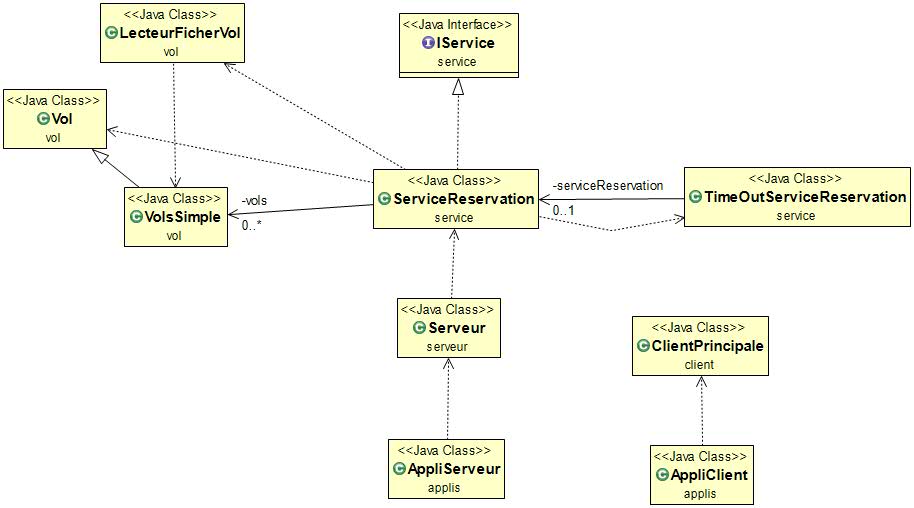 <<Java Class>>
LecteurFicherVol
vol
<<Java Interface>>
IService
service
<<Java Class>>
Vol
vol
<<Java Class>>
VolsSimple
vol
-vols
0..*
<<Java Class>>
ServiceReservation
service
-serviceReservation
0..1
<<Java Class>>
TimeOutServiceReservation
service
<<Java Class>>
Serveur
serveur
<<Java Class>>
ClientPrincipale
client
<<Java Class>>
AppliServeur
applis
<<Java Class>>
AppliClient
applis